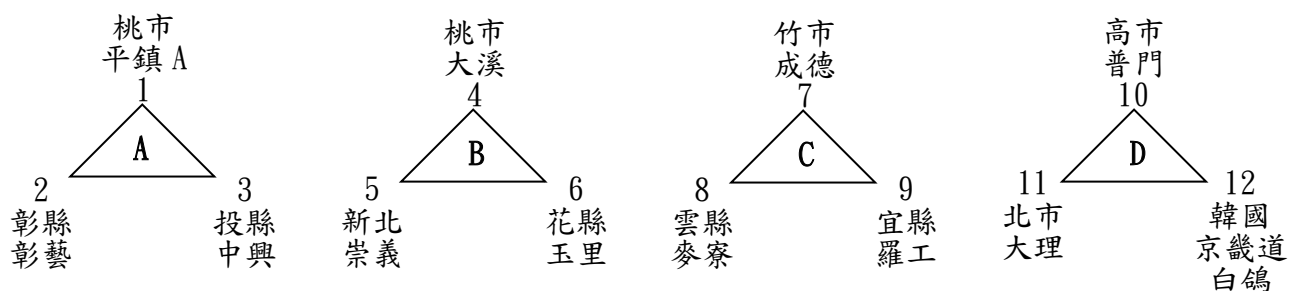 桃市
平鎮A
1
A
2
彰縣
彰藝
3
投縣
中興
桃市
大溪
4
B
5
新北
崇義
6
花縣
玉里
竹市
成德
7
C
8
雲縣
麥寮
9
宜縣
羅工
高市
普門
10
D
11
北市
大理
12
韓國
京畿道
白鴿